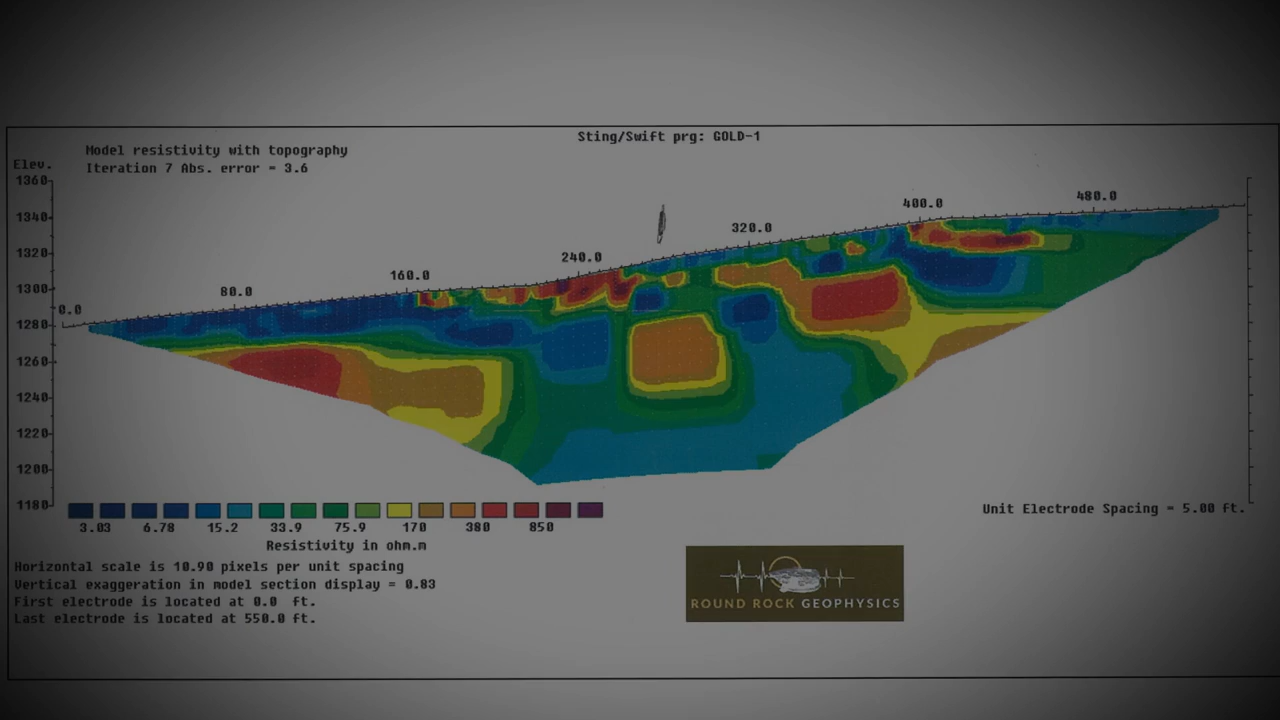 Sting/Swift prg: GOLD-1
Model resistivity with topography
Iteration 7 Abs. error = 3.6
Elev.
1360
1340
1320
1300
1280
1260
1240
1220
1200
1180
0.0
80.0
160.0
240.0
320.0
400.0
480.0
3.03 6.78 15.2 33.9 75.9 170 380 850
Resistivity in ohm.m
Unit Electrode Spacing = 5.00 ft.
Horizontal scale is 10.90 pixels per unit spacing
Vertical exaggeration in model section display = 0.83
First electrode is located at 0.0 ft.
Last electrode is located at 550.0 ft.
ROUND ROCK GEOPHYSICS